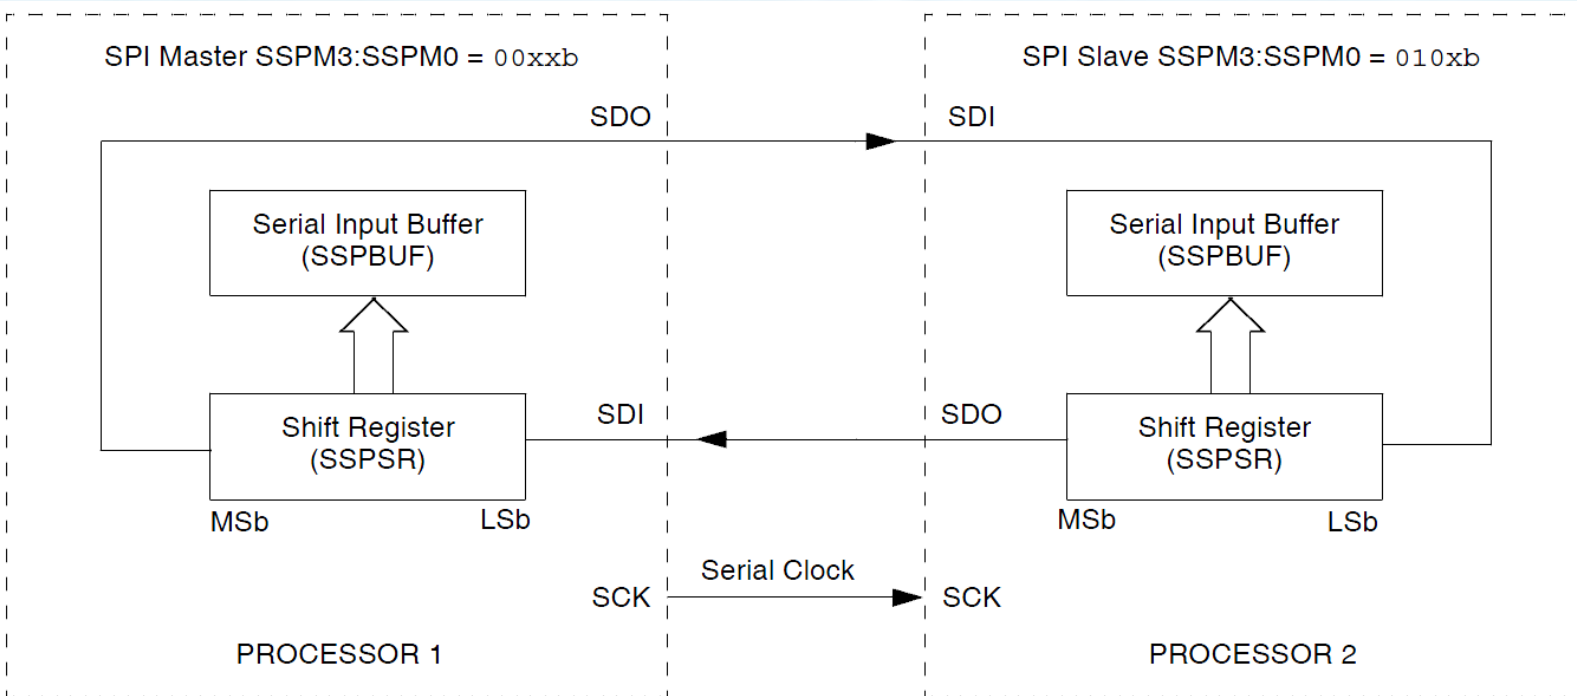 SPI Master SSPM3:SSPM0 = 00xxb
SPI Slave SSPM3:SSPM0 = 010xb
SDO
SDI
Serial Input Buffer
(SSPBUF)
Serial Input Buffer
(SSPBUF)
SDI
SDO
Shift Register
(SSPSR)
Shift Register
(SSPSR)
MSb
LSb
MSb
LSb
Serial Clock
SCK
SCK
PROCESSOR 1
PROCESSOR 2